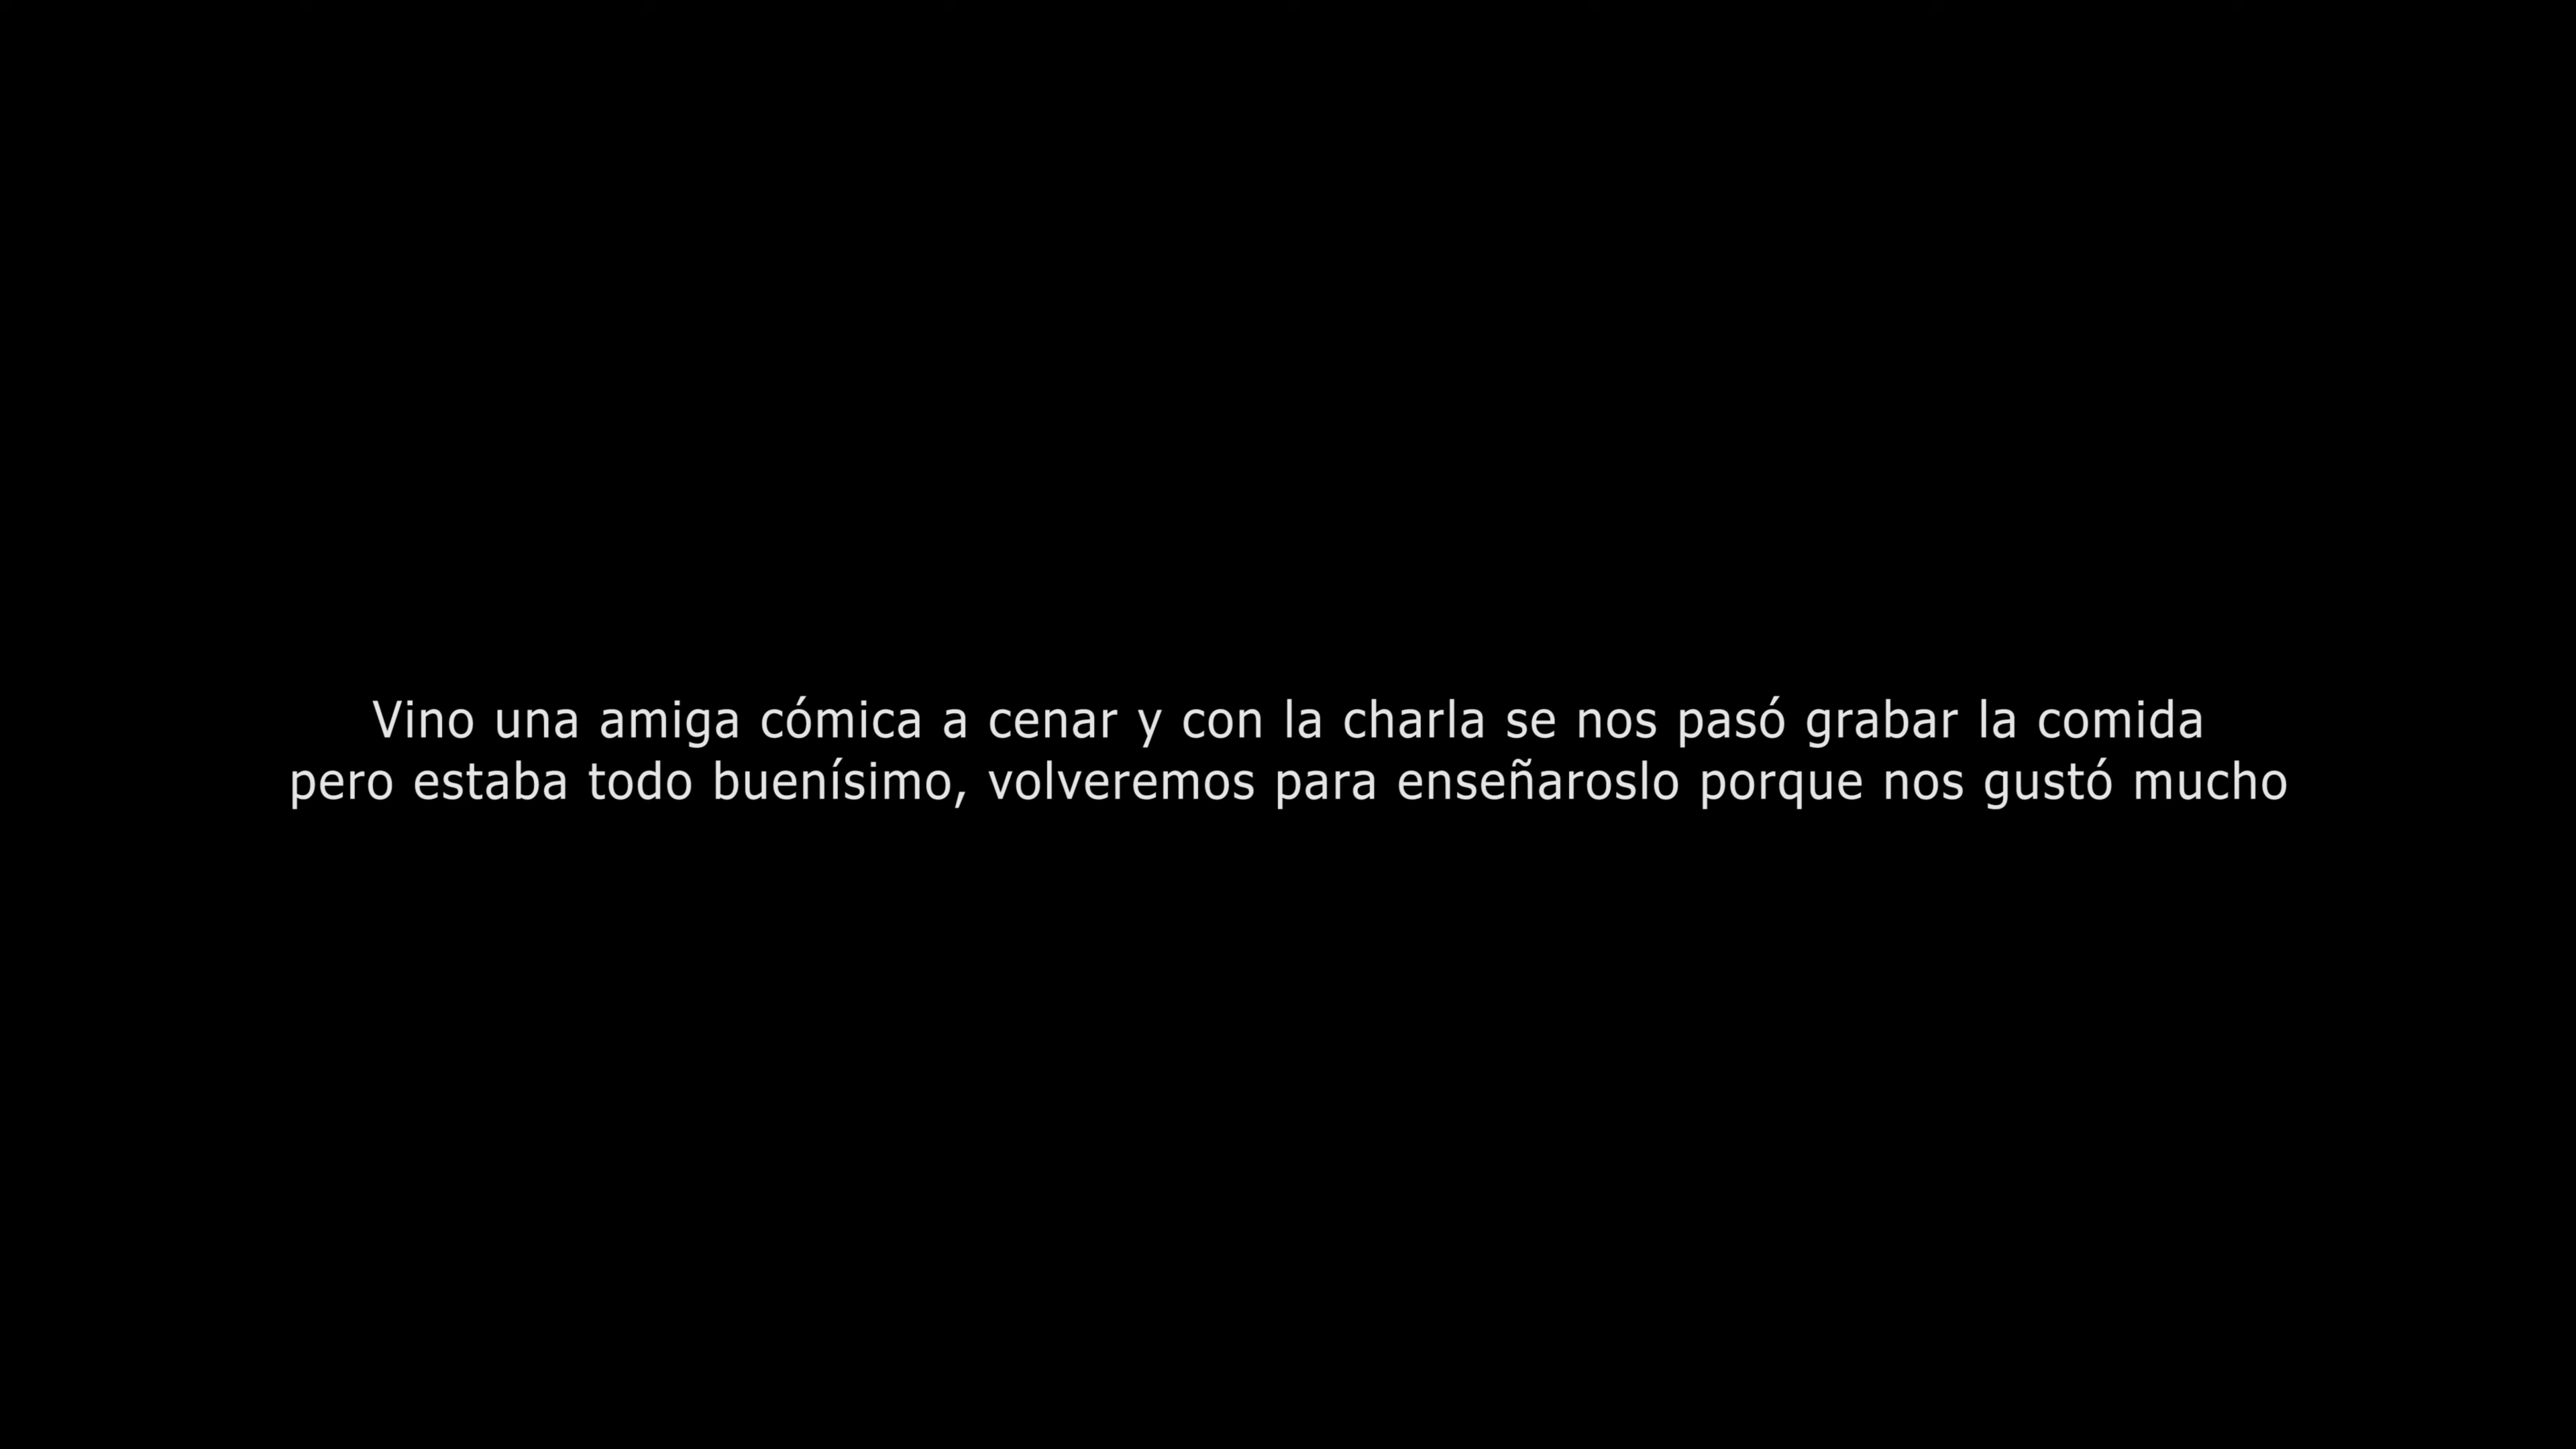 Vino una amiga cómica a cenar y con la charla se nos pasó grabar la comida
pero estaba todo buenísimo, volveremos para enseñaroslo porque nos gustó mucho